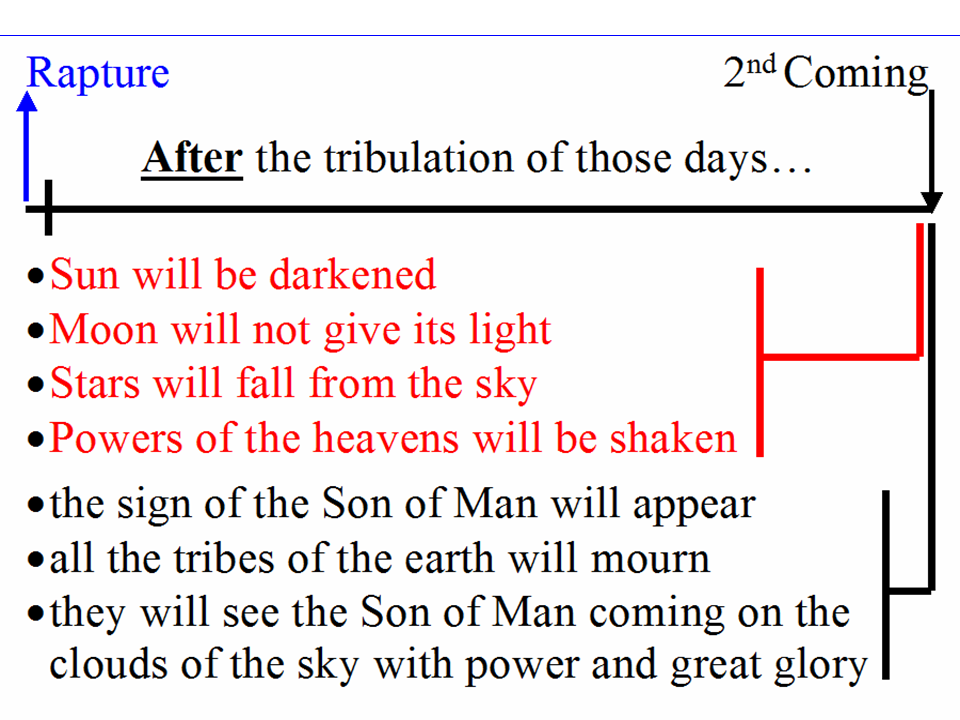 Rapture
2nd Coming
After the tribulation of those days…
•Sun will be darkened
•Moon will not give its light
•Stars will fall from the sky
•Powers of the heavens will be shaken
•the sign of the Son of Man will appear
•all the tribes of the earth will mourn
•they will see the Son of Man coming on the
clouds of the sky with power and great glory